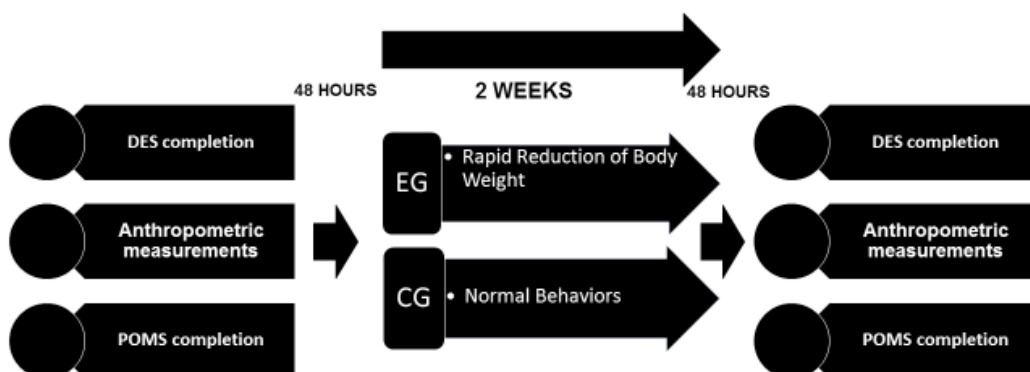 48 HOURS
2 WEEKS
48 HOURS
DES completion
Anthropometric
measurements
POMS completion
EG
• Rapid Reduction of Body
Weight
CG
• Normal Behaviors
DES completion
Anthropometric
measurements
POMS completion